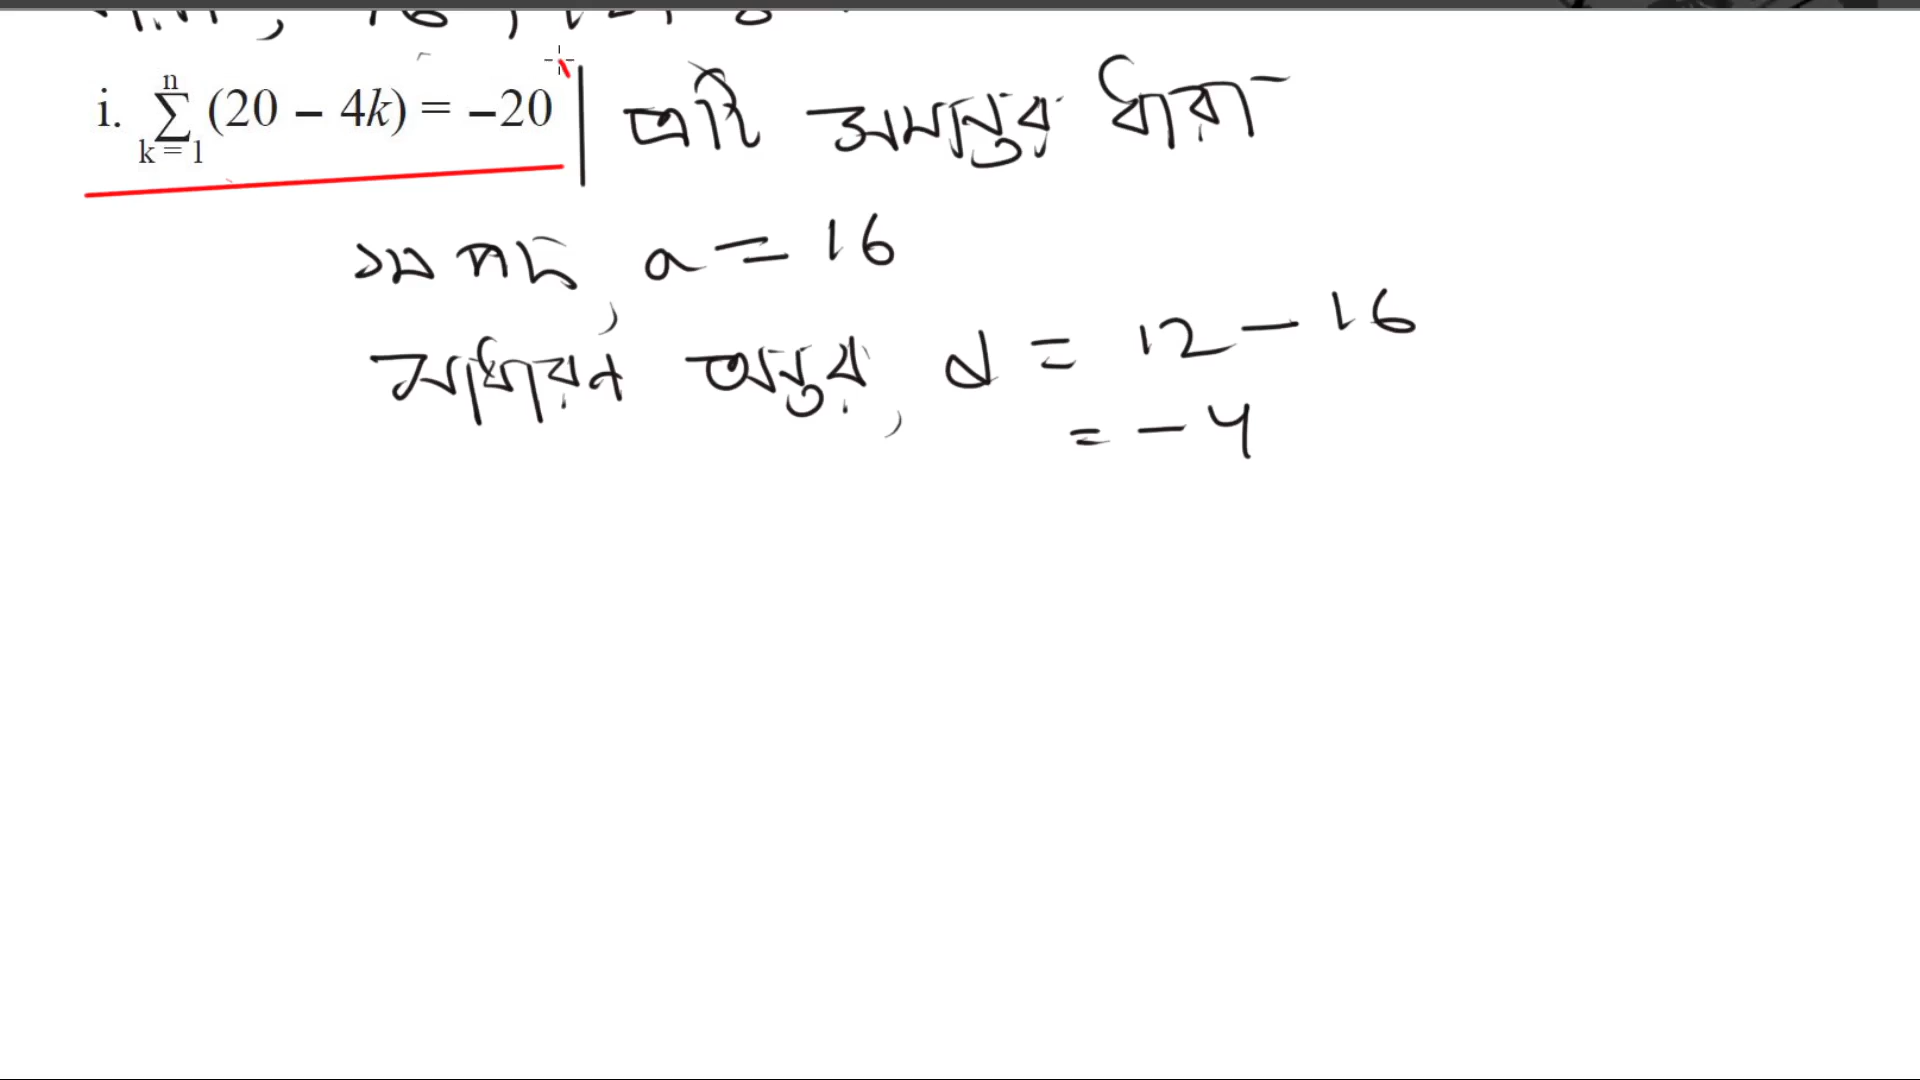 i. n∑k = 1 (20 – 4k) = –20 | এটি সমান্তর ধারা
১ম পদ, a = 16
সাধারণ অন্তর, d = 12 – 16
= – 4